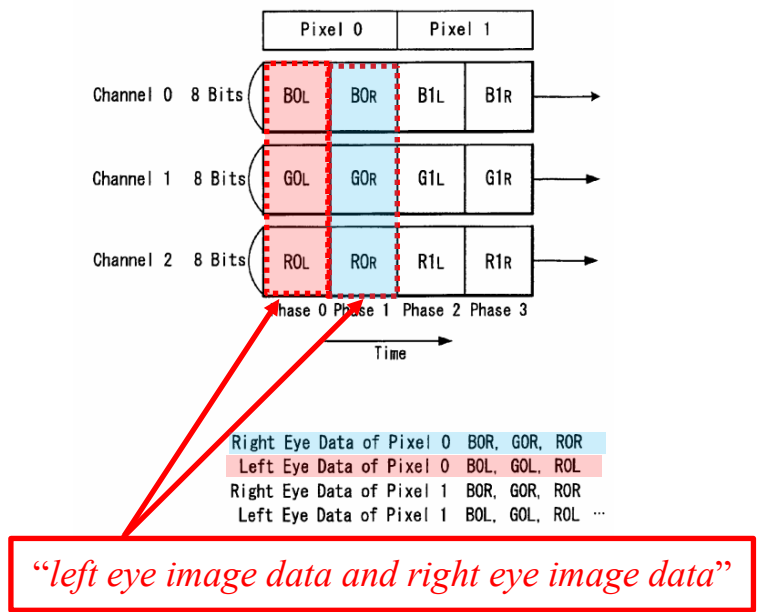 Pixel 0 Pixel 1
Channel 0 8 Bits B0L B0R B1L B1R
Channel 1 8 Bits G0L G0R G1L G1R
Channel 2 8 Bits R0L R0R R1L R1R
hase 0 Phase 1 Phase 2 Phase 3
Time
Right Eye Data of Pixel 0 B0R, G0R, R0R
Left Eye Data of Pixel 0 B0L, G0L, R0L
Right Eye Data of Pixel 1 B0R, G0R, R0R
Left Eye Data of Pixel 1 B0L, G0L, R0L ...
“left eye image data and right eye image data”